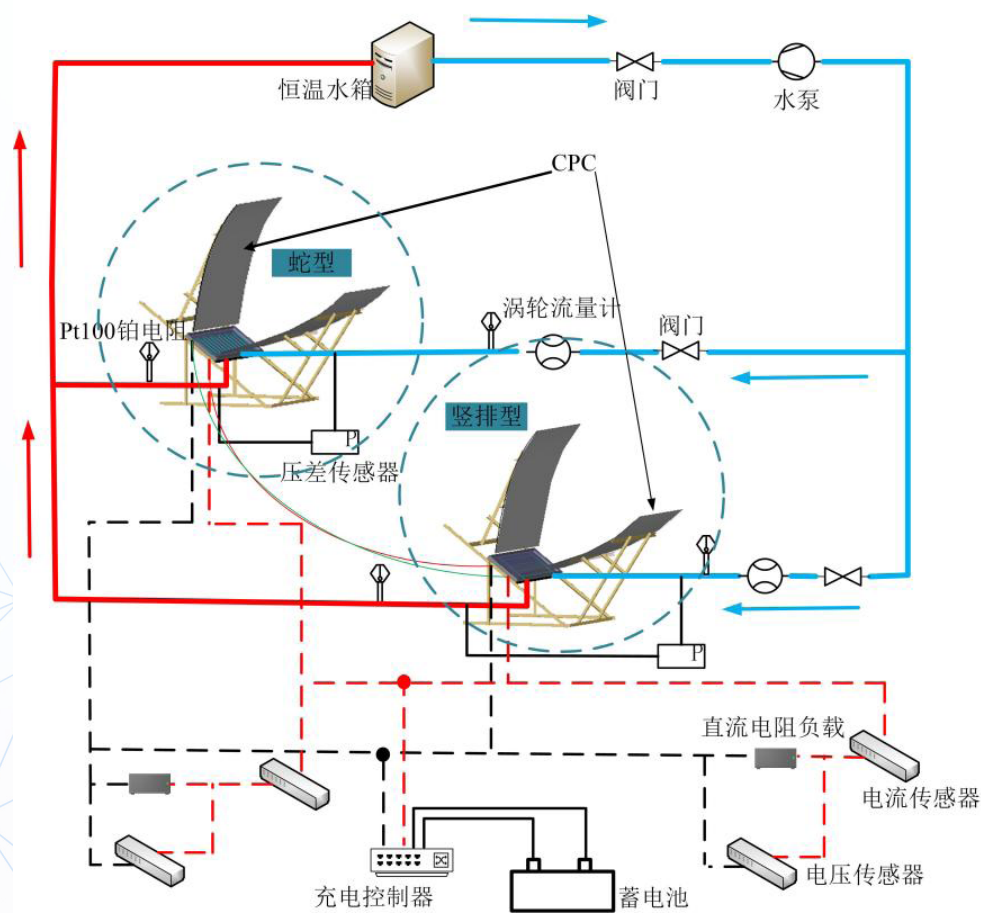 恒温水箱
阀门
水泵
CPC
蛇型
涡轮流量计
阀门
Pt100铂电阻
竖排型
P
压差传感器
P
直流电阻负载
电流传感器
电压传感器
充电控制器
蓄电池